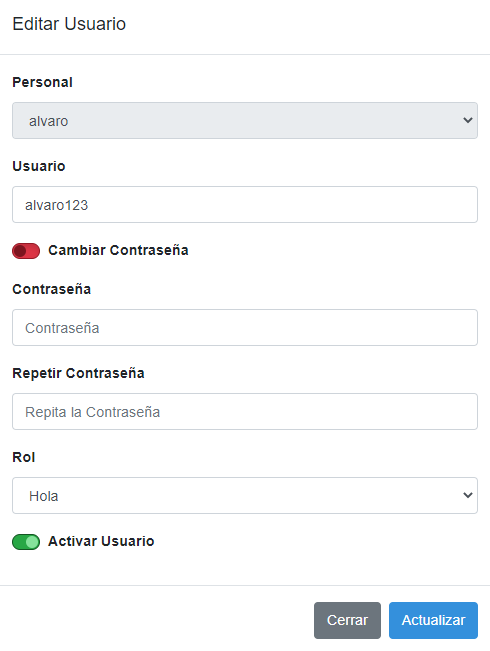 Editar Usuario
Personal
alvaro
Usuario
alvaro123
Cambiar Contraseña
Contraseña
Contraseña
Repetir Contraseña
Repita la Contraseña
Rol
Hola
Activar Usuario
Cerrar Actualizar